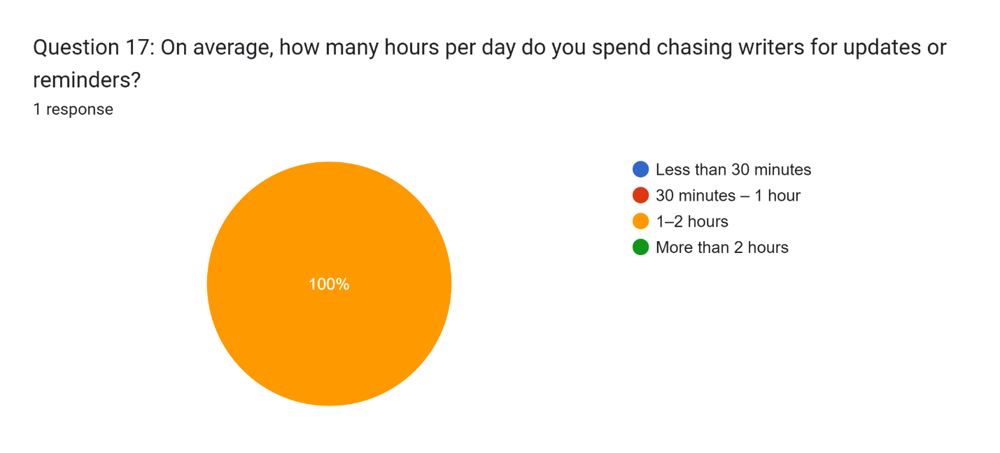 Question 17: On average, how many hours per day do you spend chasing writers for updates or
reminders?
1 response
Less than 30 minutes
30 minutes – 1 hour
1–2 hours
More than 2 hours
100%